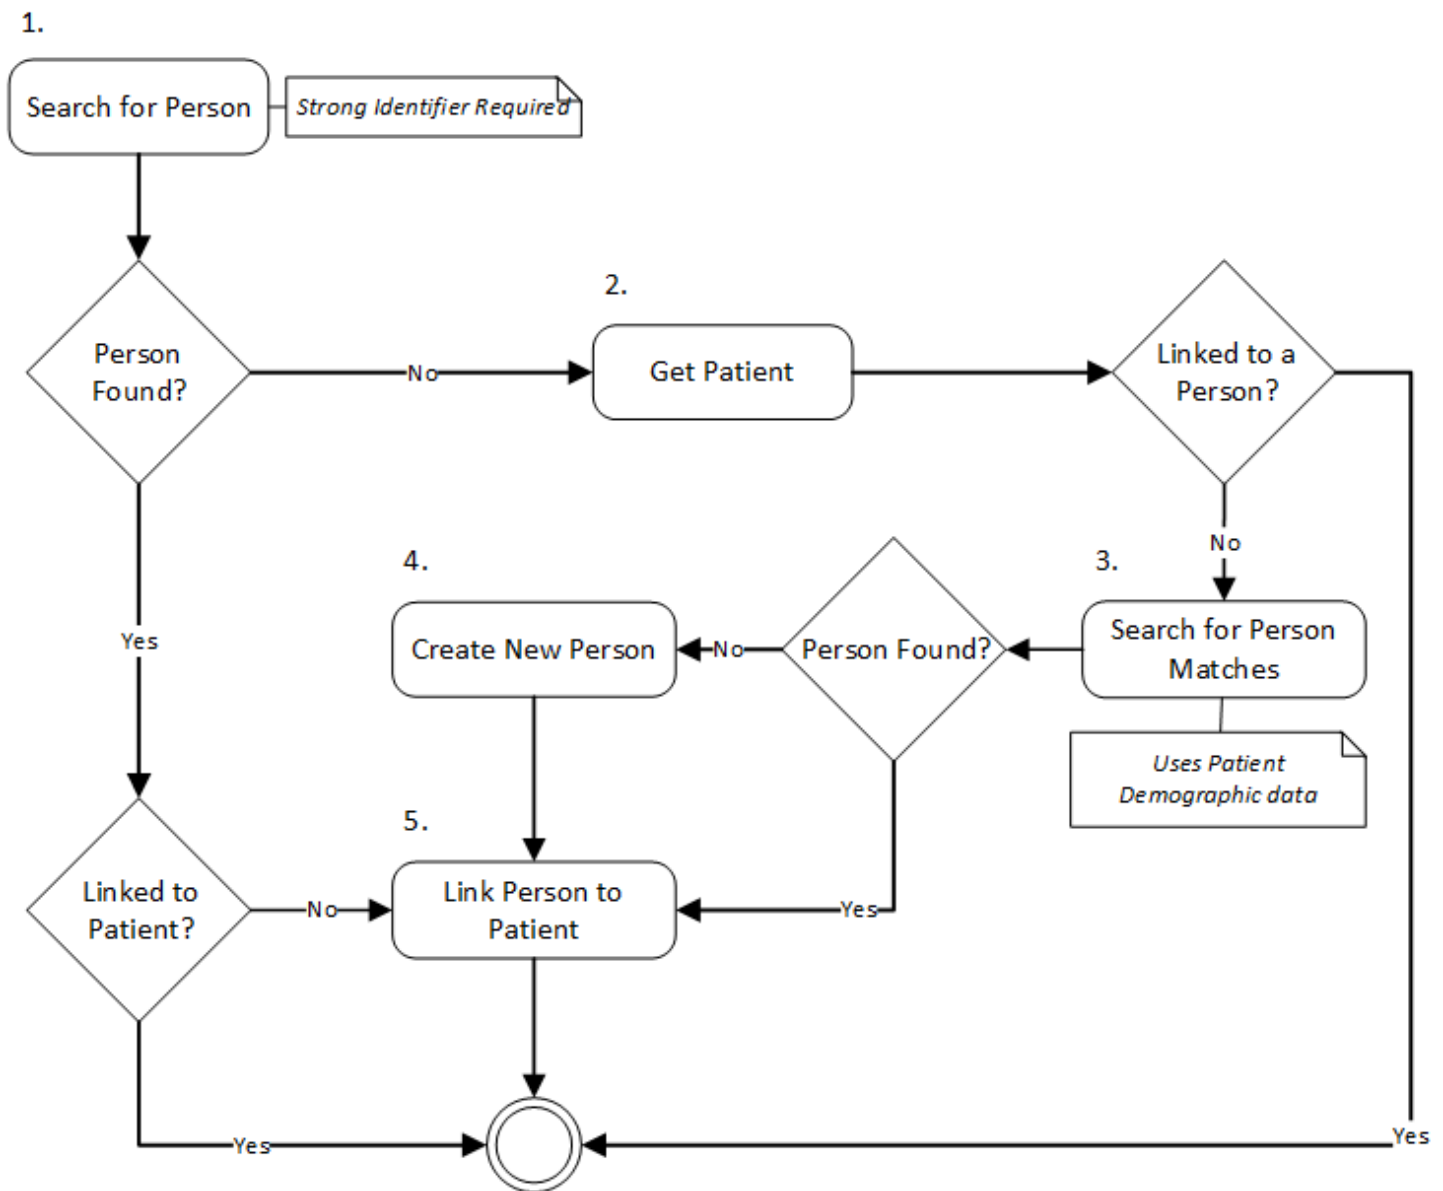 1.
Search for Person
Strong Identifier Required
Person
Found?
No
2.
Get Patient
Linked to a
Person?
No
Yes
3.
Search for Person
Matches
Uses Patient
Demographic data
Person Found?
No
4.
Create New Person
Yes
5.
Link Person to
Patient
Yes
Linked to
Patient?
No
Yes